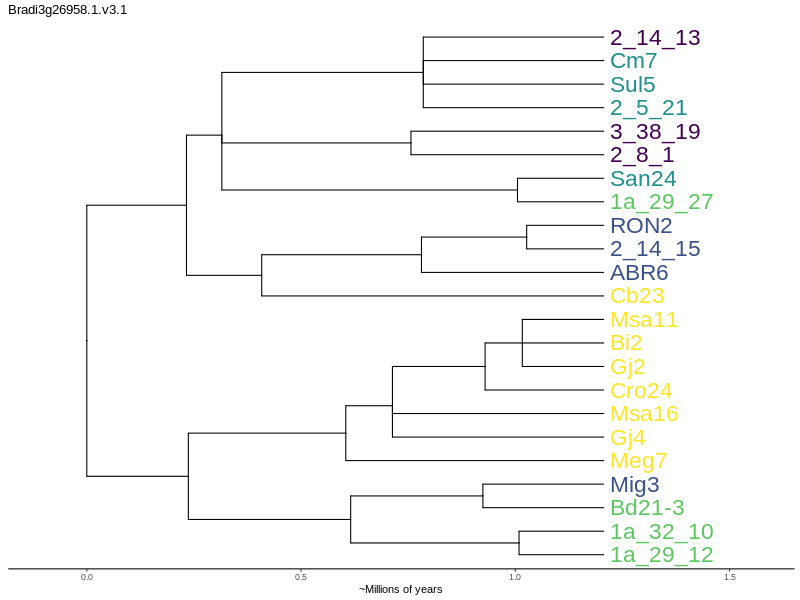 Bradi3g26958.1.v3.1
2_14_13
Cm7
Sul5
2_5_21
3_38_19
2_8_1
San24
1a_29_27
RON2
2_14_15
ABR6
Cb23
Msa11
Bi2
Gj2
Cro24
Msa16
Gj4
Meg7
Mig3
Bd21-3
1a_32_10
1a_29_12
0.0 0.5 1.0 1.5
~Millions of years